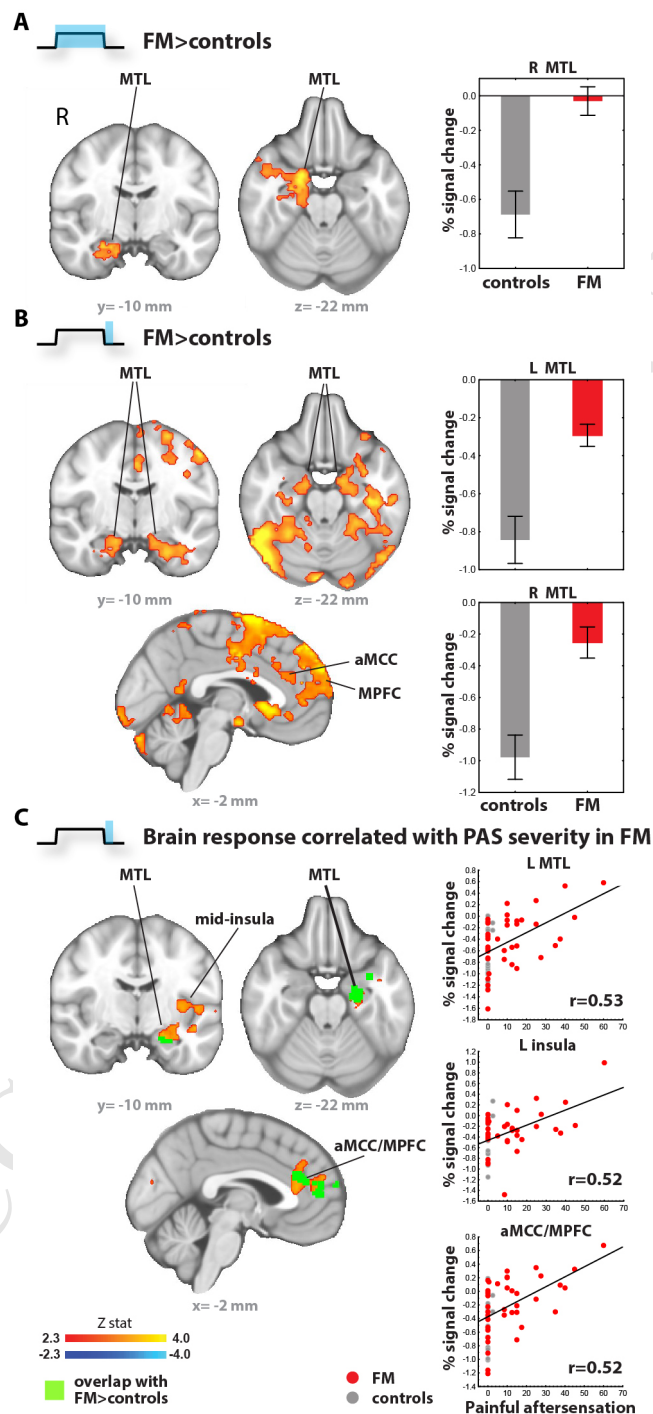 A
FM>controls
MTL
MTL
R
y= -10 mm
z= -22 mm
R MTL
% signal change
0.0
-0.2
-0.4
-0.6
-0.8
-1.0
controls
FM
B
FM>controls
MTL
MTL
y= -10 mm
z= -22 mm
aMCC
MPFC
x= -2 mm
L MTL
% signal change
0.0
-0.2
-0.4
-0.6
-0.8
-1.0
R MTL
% signal change
0.0
-0.2
-0.4
-0.6
-0.8
-1.0
-1.2
controls
FM
C
Brain response correlated with PAS severity in FM
MTL
mid-insula
MTL
y= -10 mm
z= -22 mm
aMCC/MPFC
x= -2 mm
L MTL
% signal change
0.8
0.6
0.4
0.2
0.0
-0.2
-0.4
-0.6
-0.8
-1.0
-1.2
-1.4
-1.6
-1.8
0 10 20 30 40 50 60 70
r=0.53
L insula
% signal change
1.2
1.0
0.8
0.6
0.4
0.2
0.0
-0.2
-0.4
-0.6
-0.8
-1.0
-1.2
-1.4
-1.6
0 10 20 30 40 50 60 70
r=0.52
aMCC/MPFC
% signal change
0.8
0.6
0.4
0.2
0.0
-0.2
-0.4
-0.6
-0.8
-1.0
-1.2
-1.4
0 10 20 30 40 50 60 70
r=0.52
Painful aftersensation
Z stat
2.3 4.0
-2.3 -4.0
overlap with
FM>controls
FM
controls